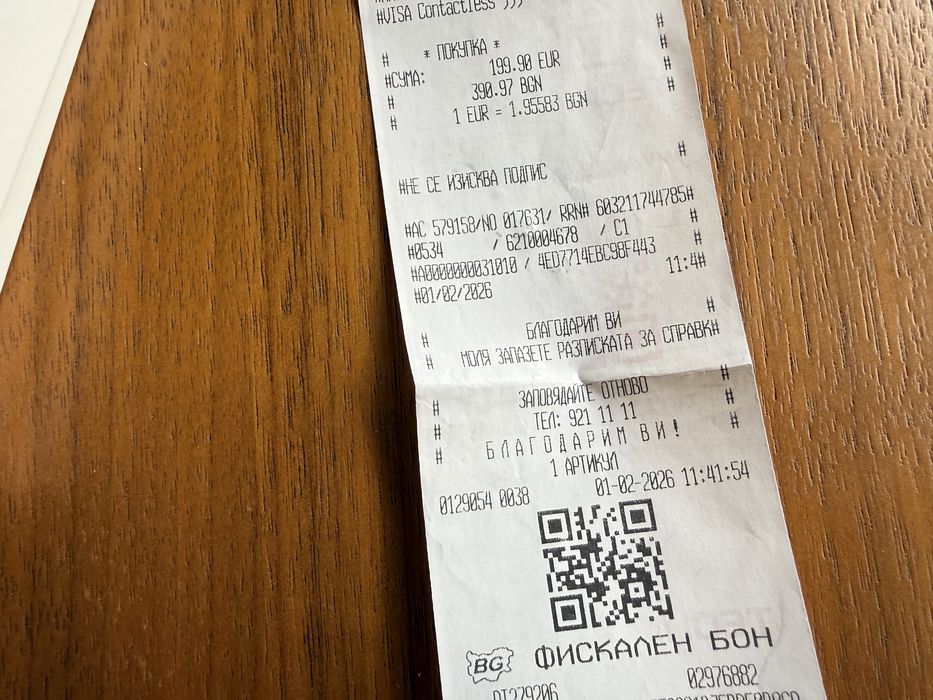 #VISA Contactless )))
#
# * ПОКУПКА * #
#СУМА: 199.90 EUR #
# 390.97 BGN #
# 1 EUR = 1.95583 BGN #
#
#НЕ СЕ ИЗИСКВА ПОДПИС
#AC 579158/NO 017631/ RRN# 603211744785#
#0534 / 6210004678 / C1 #
#A0000000031010 / 4ED7714EBC98F443 #
#01/02/2026 11:4#
#
# БЛАГОДАРИМ ВИ #
# МОЛЯ ЗАПАЗЕТЕ РАЗПИСКАТА ЗА СПРАВК#
#
# ЗАПОВЯДАЙТЕ ОТНОВО #
# ТЕЛ: 921 11 11 #
# БЛАГОДАРИМ ВИ!
1 АРТИКУЛ
0129054 0038 01-02-2026 11:41:54
BG ФИСКАЛЕН БОН
DT279206 02976882